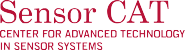 Sensor CAT
CENTER FOR ADVANCED TECHNOLOGY
IN SENSOR SYSTEMS